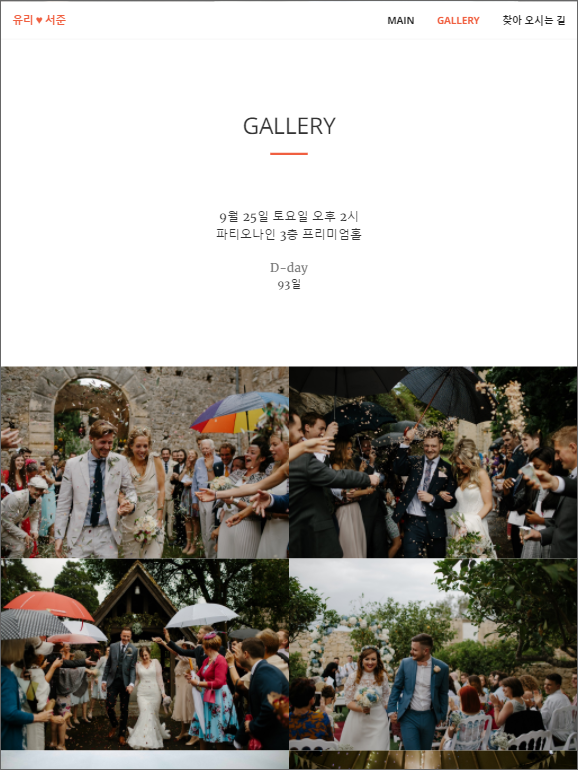 유리 ♥ 서준
MAIN GALLERY 찾아 오시는 길
GALLERY
9월 25일 토요일 오후 2시
파티오나인 3층 프리미엄홀
D-day
93일